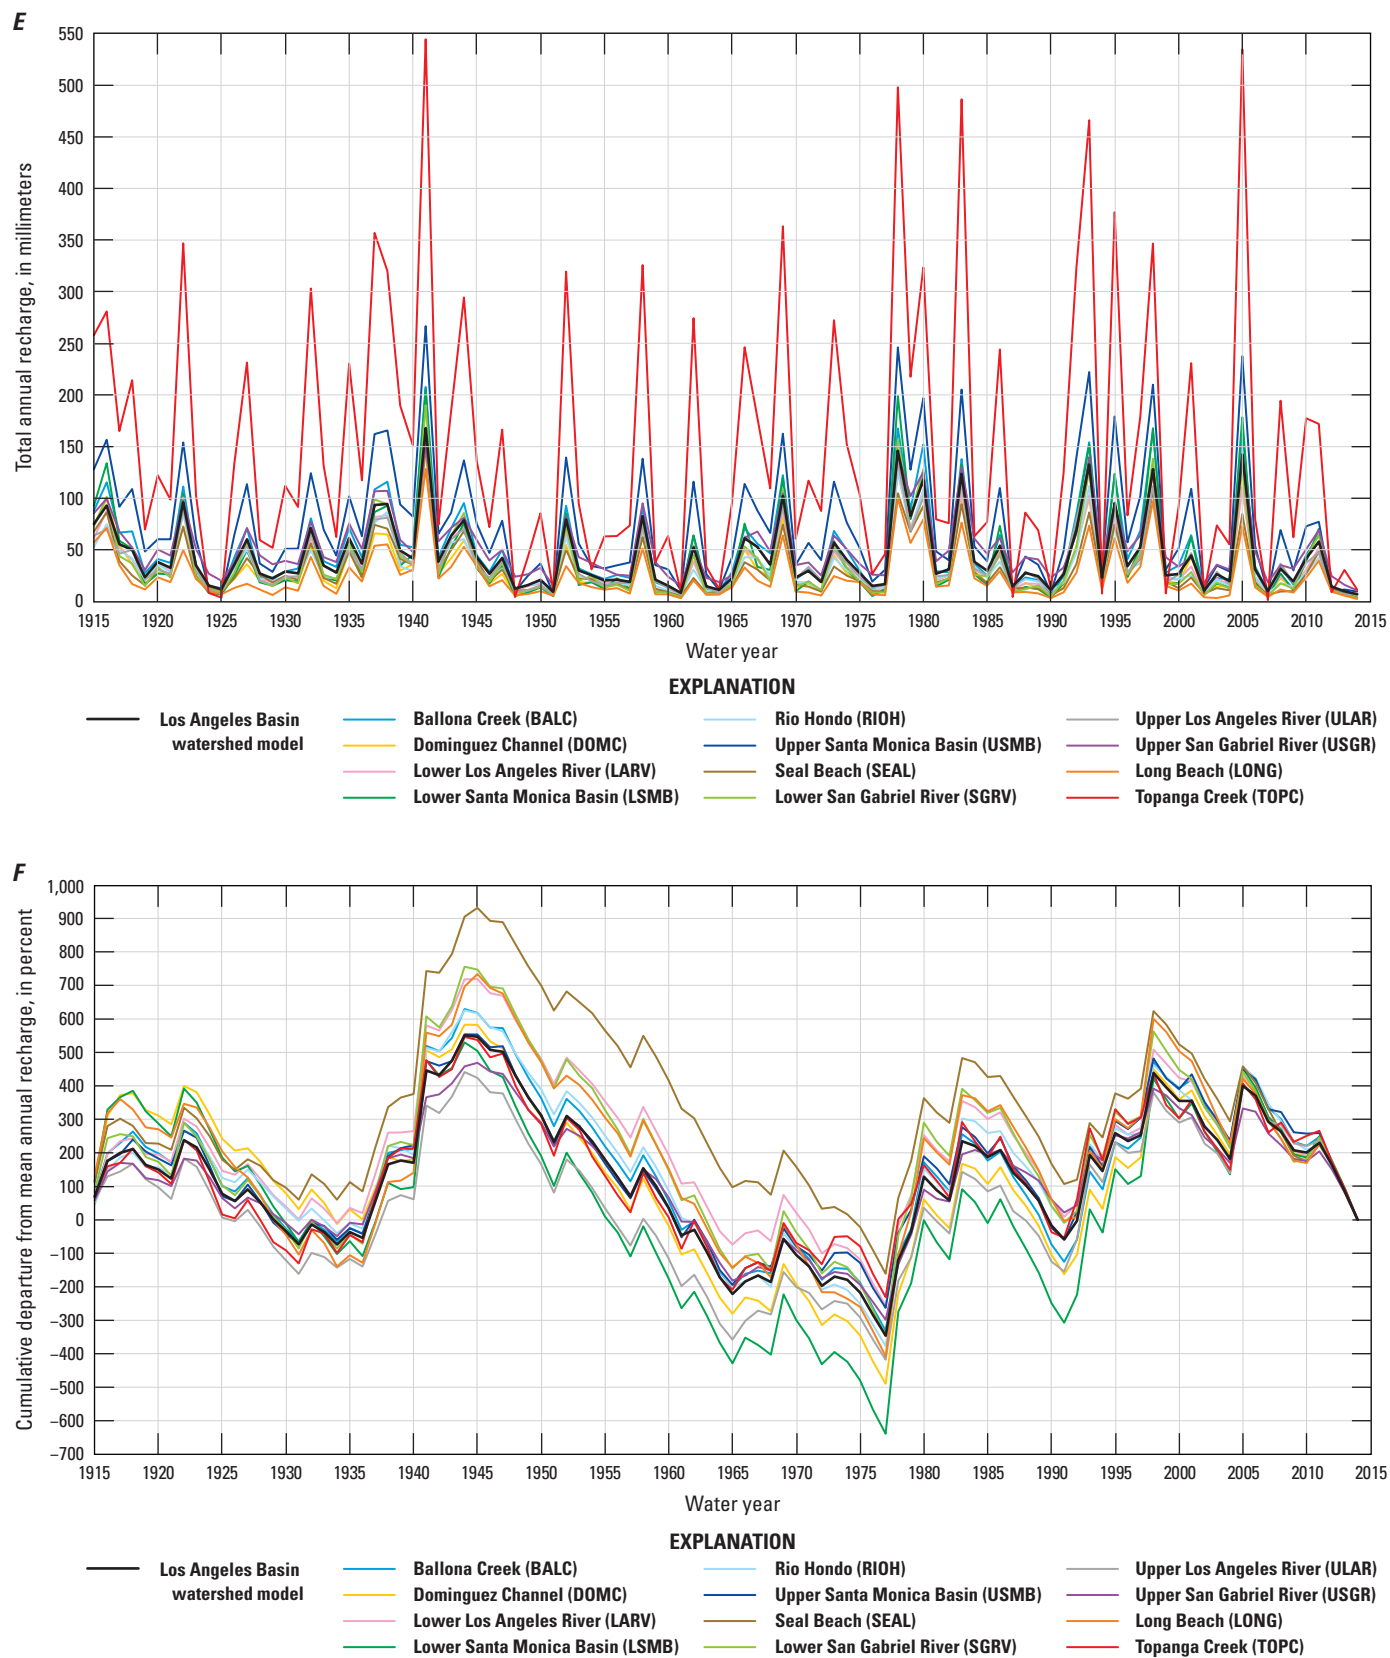 E
Total annual recharge, in millimeters
550
500
450
400
350
300
250
200
150
100
50
0
1915 1920 1925 1930 1935 1940 1945 1950 1955 1960 1965 1970 1975 1980 1985 1990 1995 2000 2005 2010 2015
Water year
EXPLANATION
Los Angeles Basin
watershed model
Ballona Creek (BALC)
Dominguez Channel (DOMC)
Lower Los Angeles River (LARV)
Lower Santa Monica Basin (LSMB)
Rio Hondo (RIOH)
Upper Santa Monica Basin (USMB)
Seal Beach (SEAL)
Lower San Gabriel River (SGRV)
Upper Los Angeles River (ULAR)
Upper San Gabriel River (USGR)
Long Beach (LONG)
Topanga Creek (TOPC)
F
Cumulative departure from mean annual recharge, in percent
1,000
900
800
700
600
500
400
300
200
100
0
–100
–200
–300
–400
–500
–600
–700
1915 1920 1925 1930 1935 1940 1945 1950 1955 1960 1965 1970 1975 1980 1985 1990 1995 2000 2005 2010 2015
Water year
EXPLANATION
Los Angeles Basin
watershed model
Ballona Creek (BALC)
Dominguez Channel (DOMC)
Lower Los Angeles River (LARV)
Lower Santa Monica Basin (LSMB)
Rio Hondo (RIOH)
Upper Santa Monica Basin (USMB)
Seal Beach (SEAL)
Lower San Gabriel River (SGRV)
Upper Los Angeles River (ULAR)
Upper San Gabriel River (USGR)
Long Beach (LONG)
Topanga Creek (TOPC)